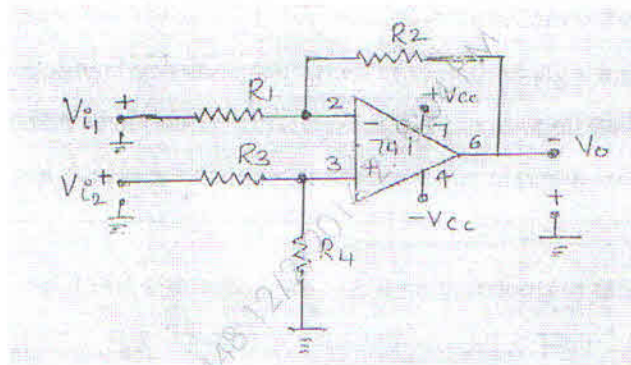 R2
+Vcc
Vi1 + R1 2 − 7
741 6 − Vo
Vi2 + R3 3 + 4
+
−Vcc
R4